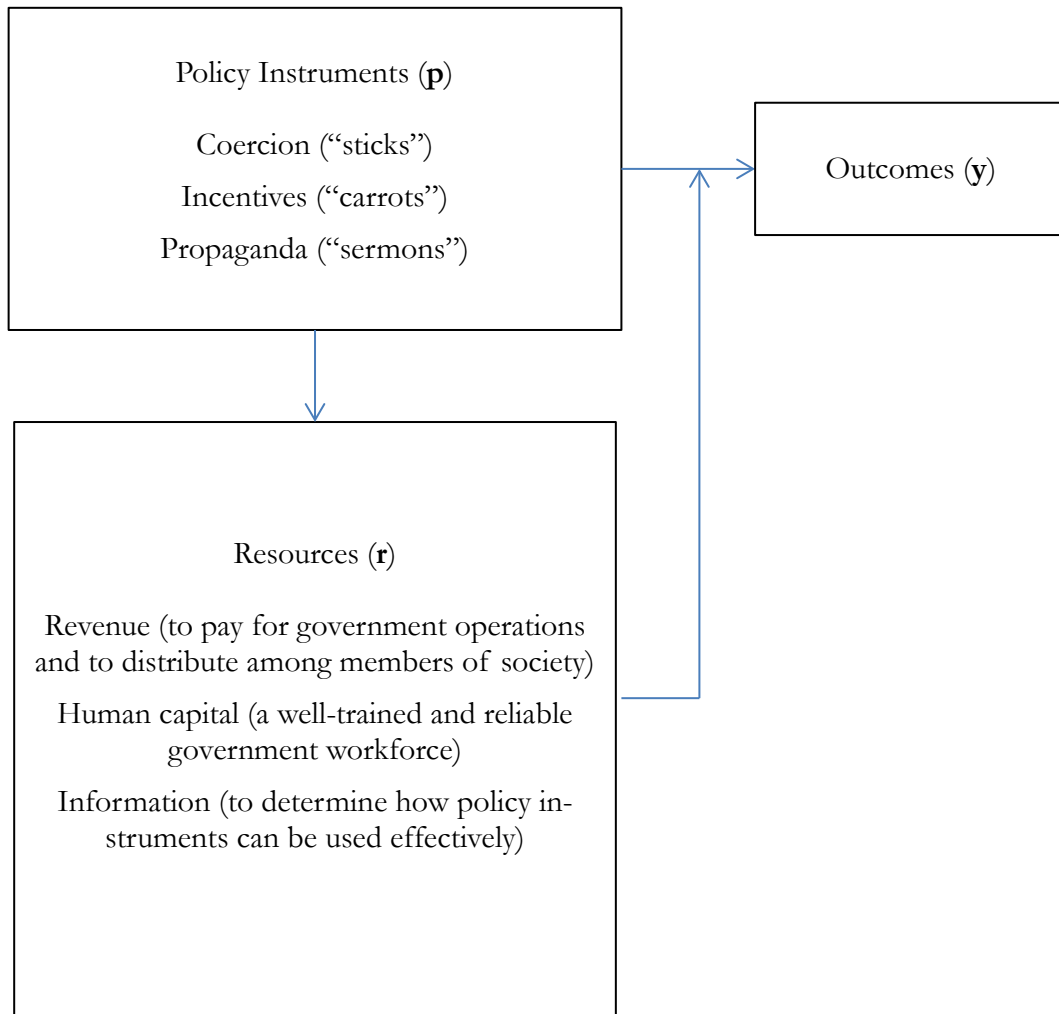 Policy Instruments (p)
Coercion (“sticks”)
Incentives (“carrots”)
Propaganda (“sermons”)
Outcomes (y)
Resources (r)
Revenue (to pay for government operations
and to distribute among members of society)
Human capital (a well-trained and reliable
government workforce)
Information (to determine how policy in-
struments can be used effectively)